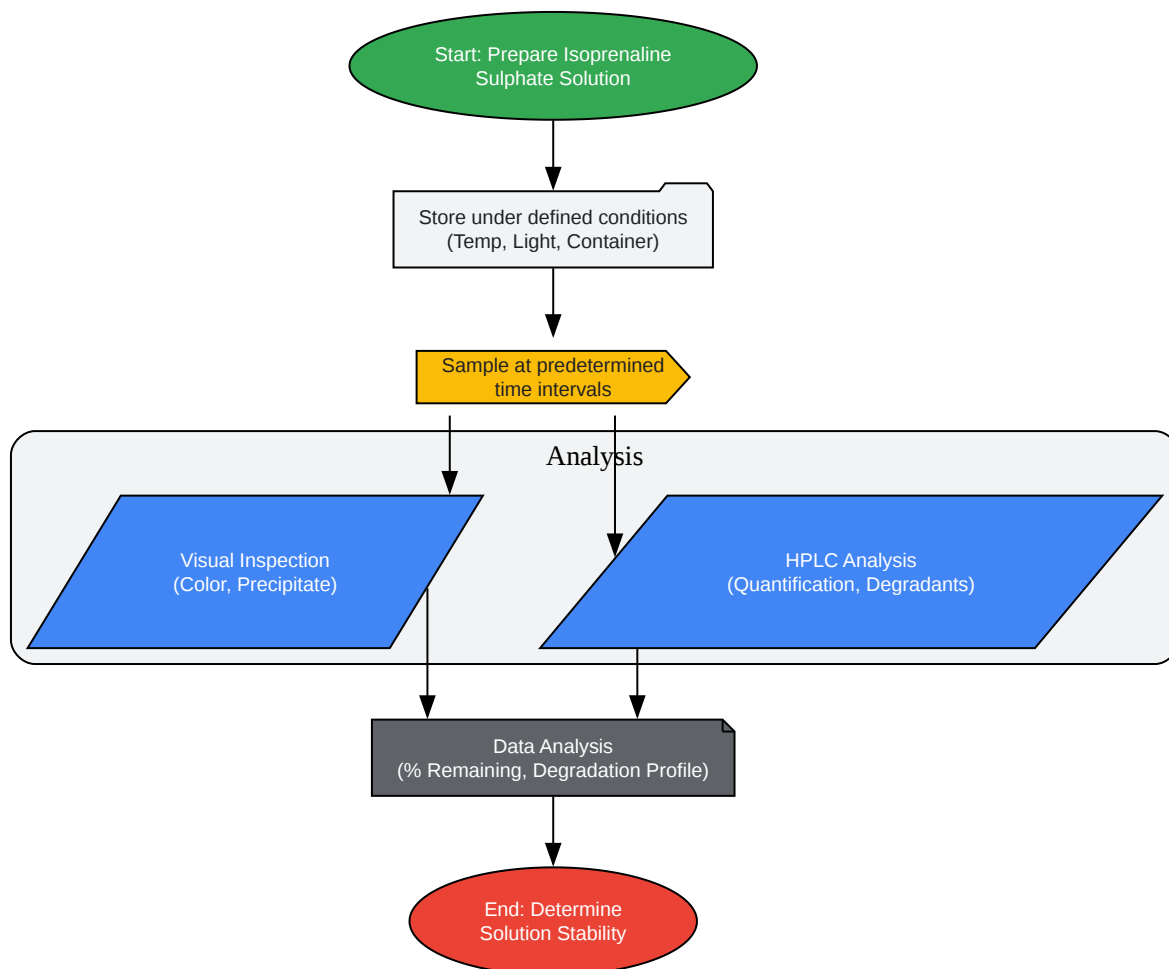 Start: Prepare Isoprenaline
Sulphate Solution
Store under defined conditions
(Temp, Light, Container)
Sample at predetermined
time intervals
Analysis
Visual Inspection
(Color, Precipitate)
HPLC Analysis
(Quantification, Degradants)
Data Analysis
(% Remaining, Degradation Profile)
End: Determine
Solution Stability